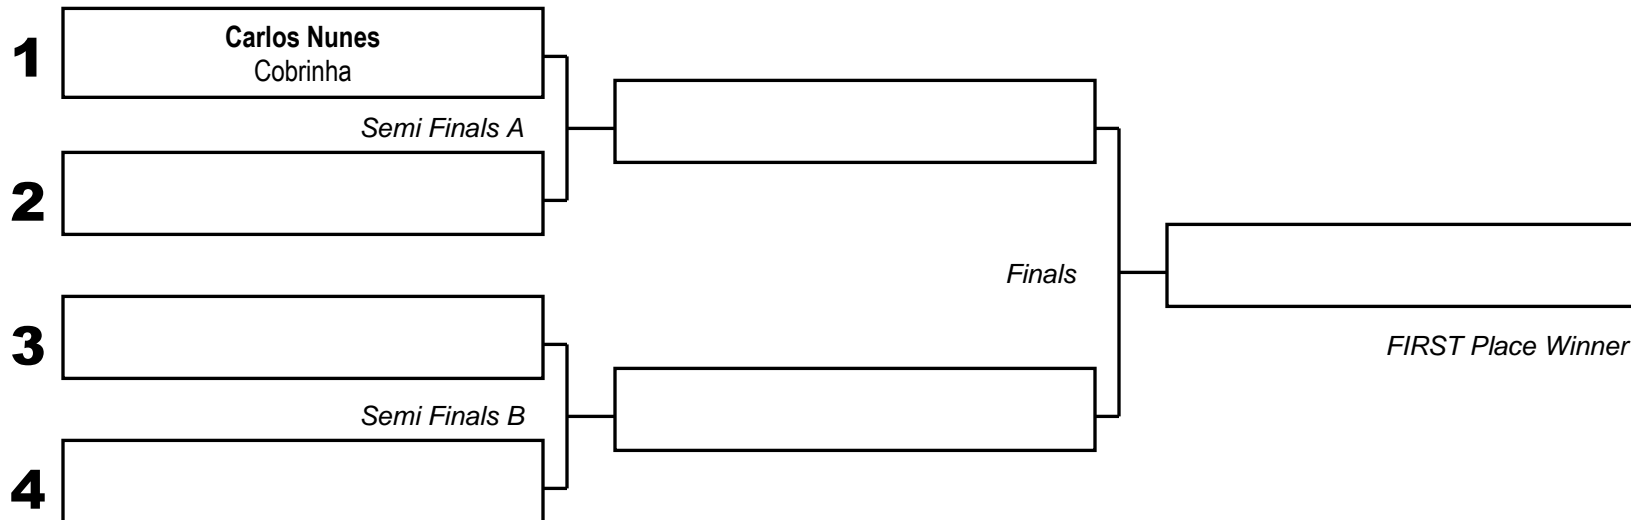 1
Carlos Nunes
Cobrinha
Semi Finals A
2
Finals
3
FIRST Place Winner
Semi Finals B
4